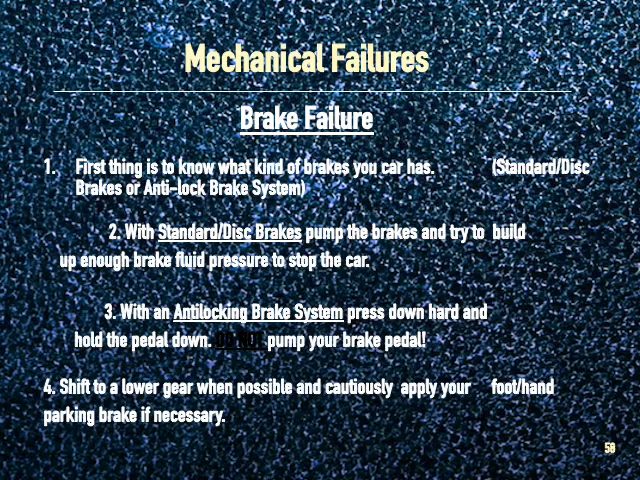 Mechanical Failures
Brake Failure
1. First thing is to know what kind of brakes you car has. (Standard/Disc
Brakes or Anti-lock Brake System)
2. With Standard/Disc Brakes pump the brakes and try to build
up enough brake fluid pressure to stop the car.
3. With an Antilocking Brake System press down hard and
hold the pedal down. DO NOT pump your brake pedal!
4. Shift to a lower gear when possible and cautiously apply your foot/hand
parking brake if necessary.
58